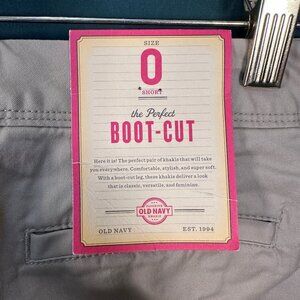 SIZE
0
SHORT
the Perfect
BOOT-CUT
Here it is! The perfect pair of khakis that will take
you everywhere. Comfortable, stylish, and super soft.
With a boot-cut leg, these khakis deliver a look
that is classic, versatile, and feminine.
OLD NAVY
OLD NAVY EST. 1994